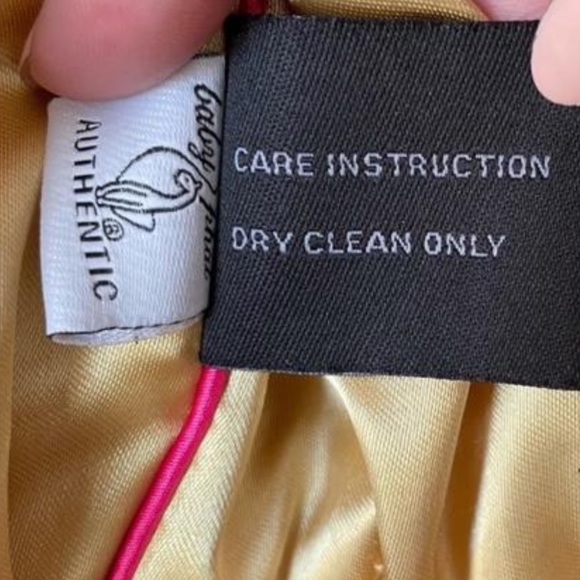 baby phat
®
AUTHENTIC
CARE INSTRUCTION
DRY CLEAN ONLY